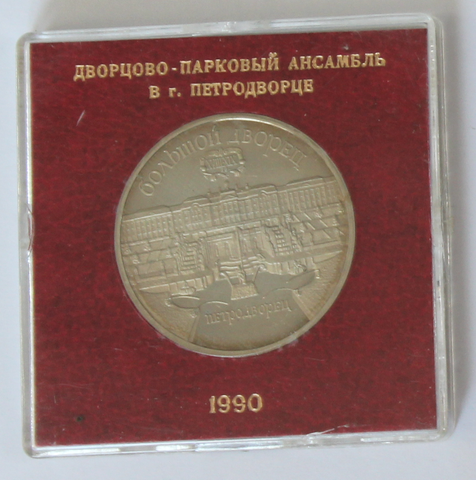 ДВОРЦОВО-ПАРКОВЫЙ АНСАМБЛЬ
В г. ПЕТРОДВОРЦЕ
большой дворец
петродворец
1990